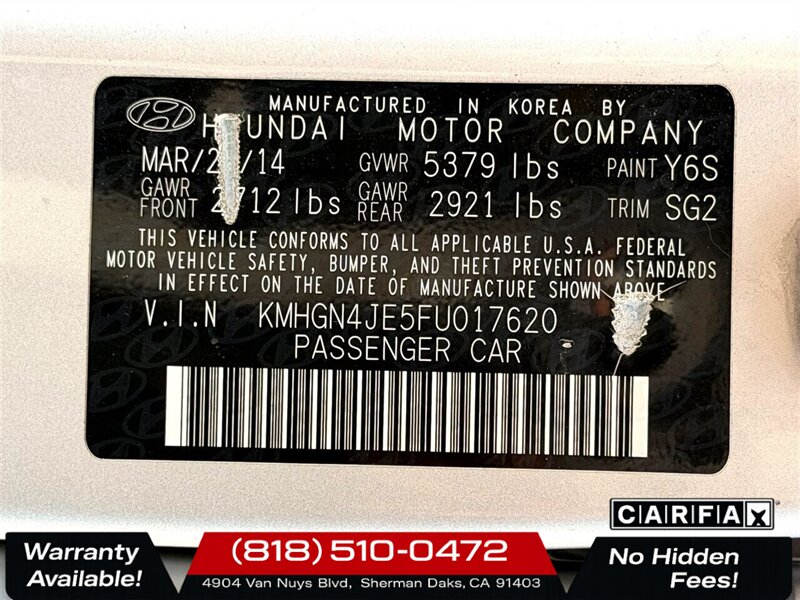 MANUFACTURED IN KOREA BY
HYUNDAI MOTOR COMPANY
MAR/2 /14 GVWR 5379 lbs PAINT Y6S
GAWR FRONT 2712 lbs GAWR REAR 2921 lbs TRIM SG2
THIS VEHICLE CONFORMS TO ALL APPLICABLE U.S.A. FEDERAL
MOTOR VEHICLE SAFETY, BUMPER, AND THEFT PREVENTION STANDARDS
IN EFFECT ON THE DATE OF MANUFACTURE SHOWN ABOVE
V.I.N KMHGN4JE5FU017620
PASSENGER CAR
CARFAX
Warranty
Available!
(818) 510-0472
4904 Van Nuys Blvd, Sherman Daks, CA 91403
No Hidden
Fees!